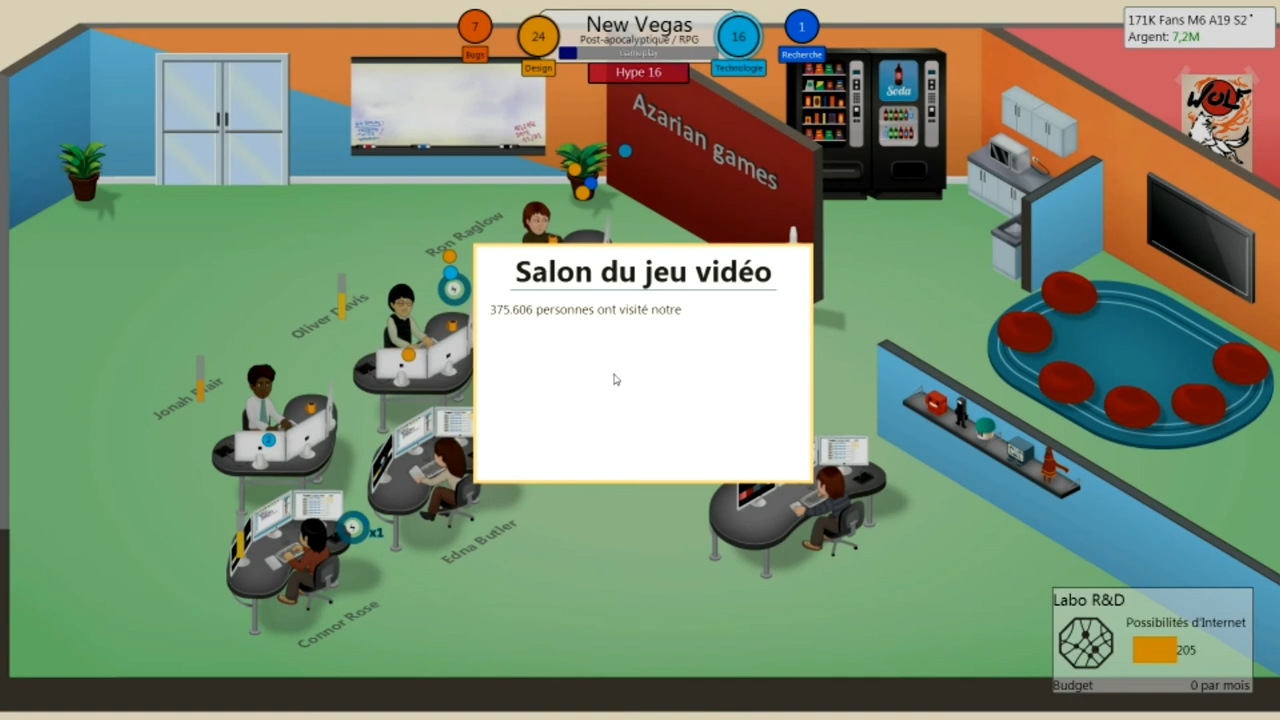 New Vegas
Post-apocalyptique / RPG
Gameplay
7
Bugs
24
Design
16
Technologie
1
Recherche
Hype 16
171K Fans M6 A19 S2
Argent: 7,2M
Azarian games
Soda
WOLF
Ron Raglow
Oliver Davis
Salon du jeu vidéo
375.606 personnes ont visité notre
Jonah
x1
Edna Butler
Connor Rose
Labo R&D
Possibilités d'Internet
205
Budget
0 par mois